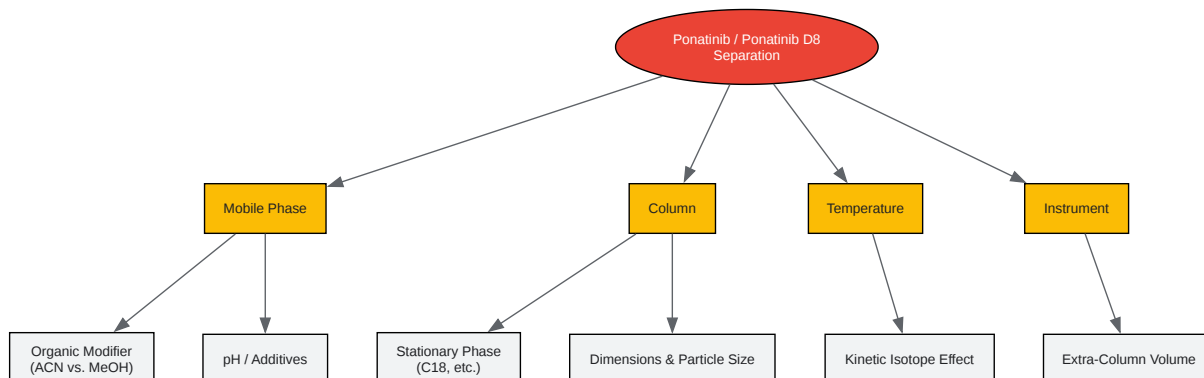 Ponatinib / Ponatinib D8
Separation
Mobile Phase
Column
Temperature
Instrument
Organic Modifier
(ACN vs. MeOH)
pH / Additives
Stationary Phase
(C18, etc.)
Dimensions & Particle Size
Kinetic Isotope Effect
Extra-Column Volume